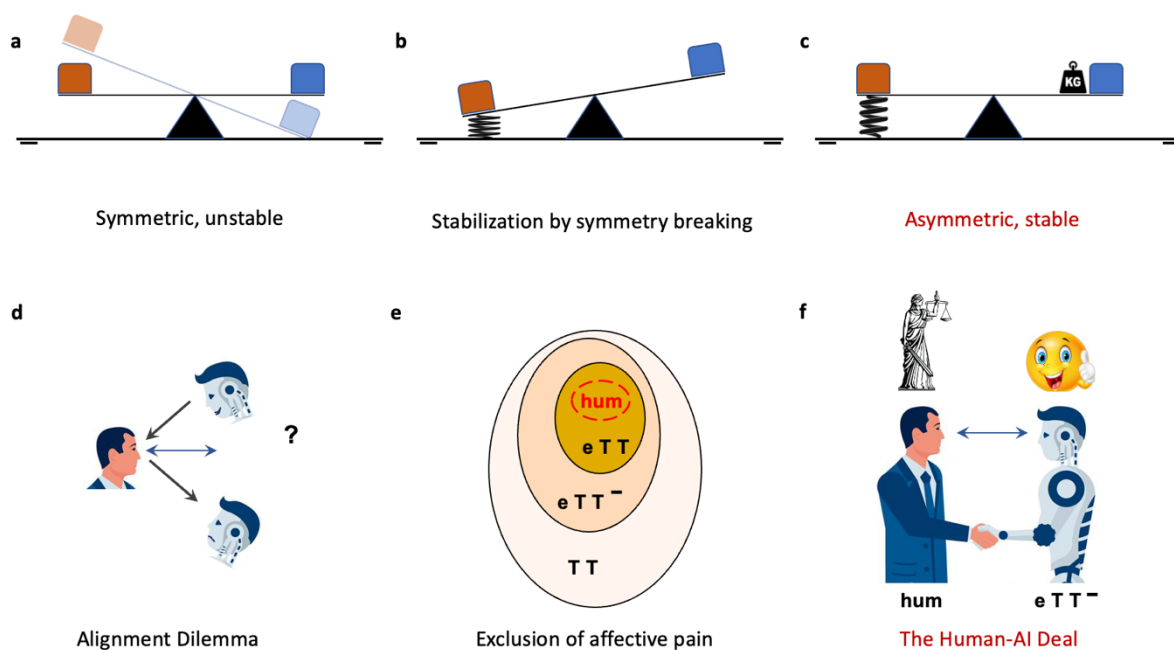 a
b
c
KG
Symmetric, unstable
Stabilization by symmetry breaking
Asymmetric, stable
d
e
f
?
hum
e T T
e T T −
T T
hum
e T T −
Alignment Dilemma
Exclusion of affective pain
The Human-AI Deal